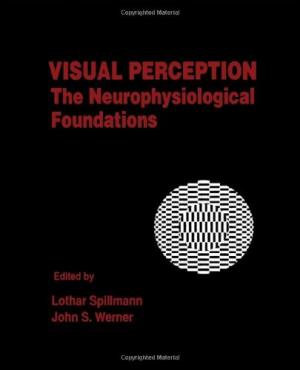 Copyrighted Material
VISUAL PERCEPTION
The Neurophysiological
Foundations
Edited by
Lothar Spillmann
John S. Werner
Copyrighted Material